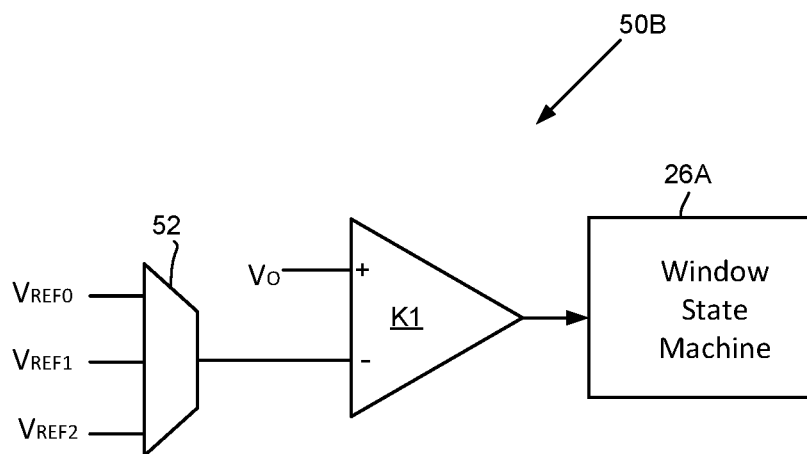 50B
26A
52
VO
+
VREF0
Window
State
Machine
K1
VREF1
-
VREF2